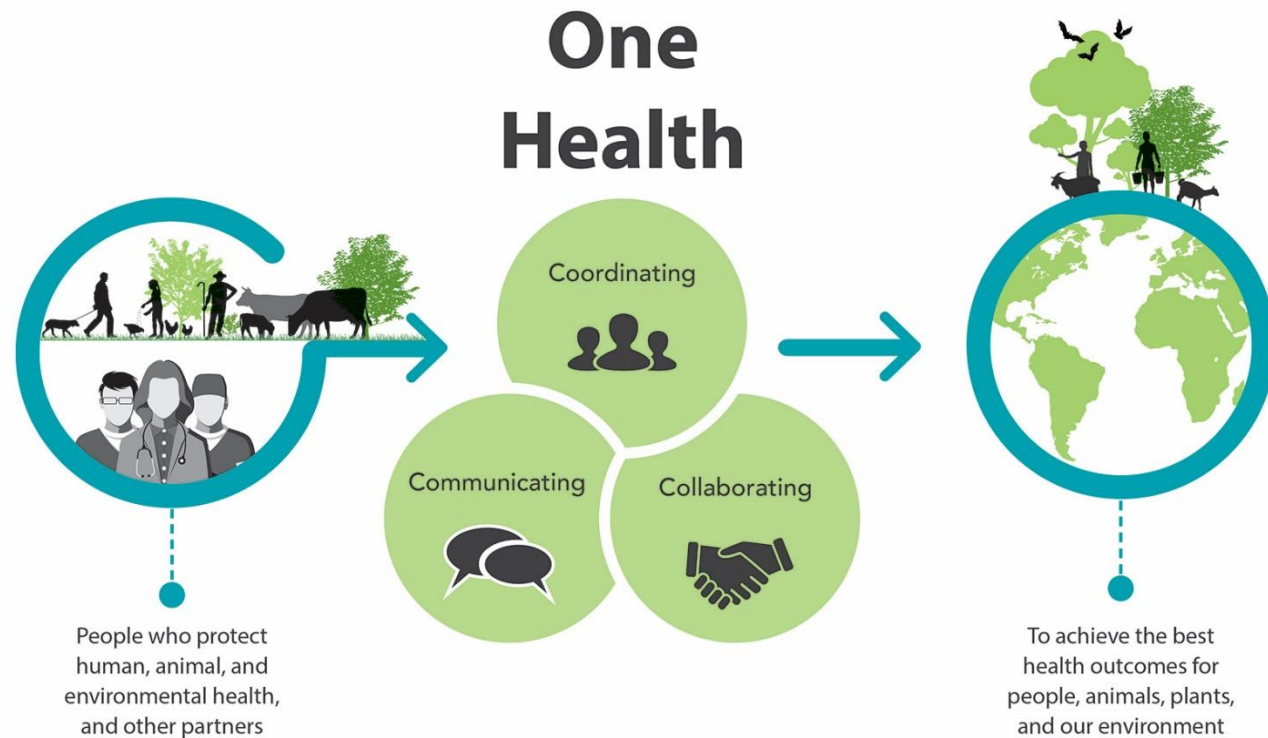 One
Health
Coordinating
Communicating
Collaborating
People who protect
human, animal, and
environmental health,
and other partners
To achieve the best
health outcomes for
people, animals, plants,
and our environment